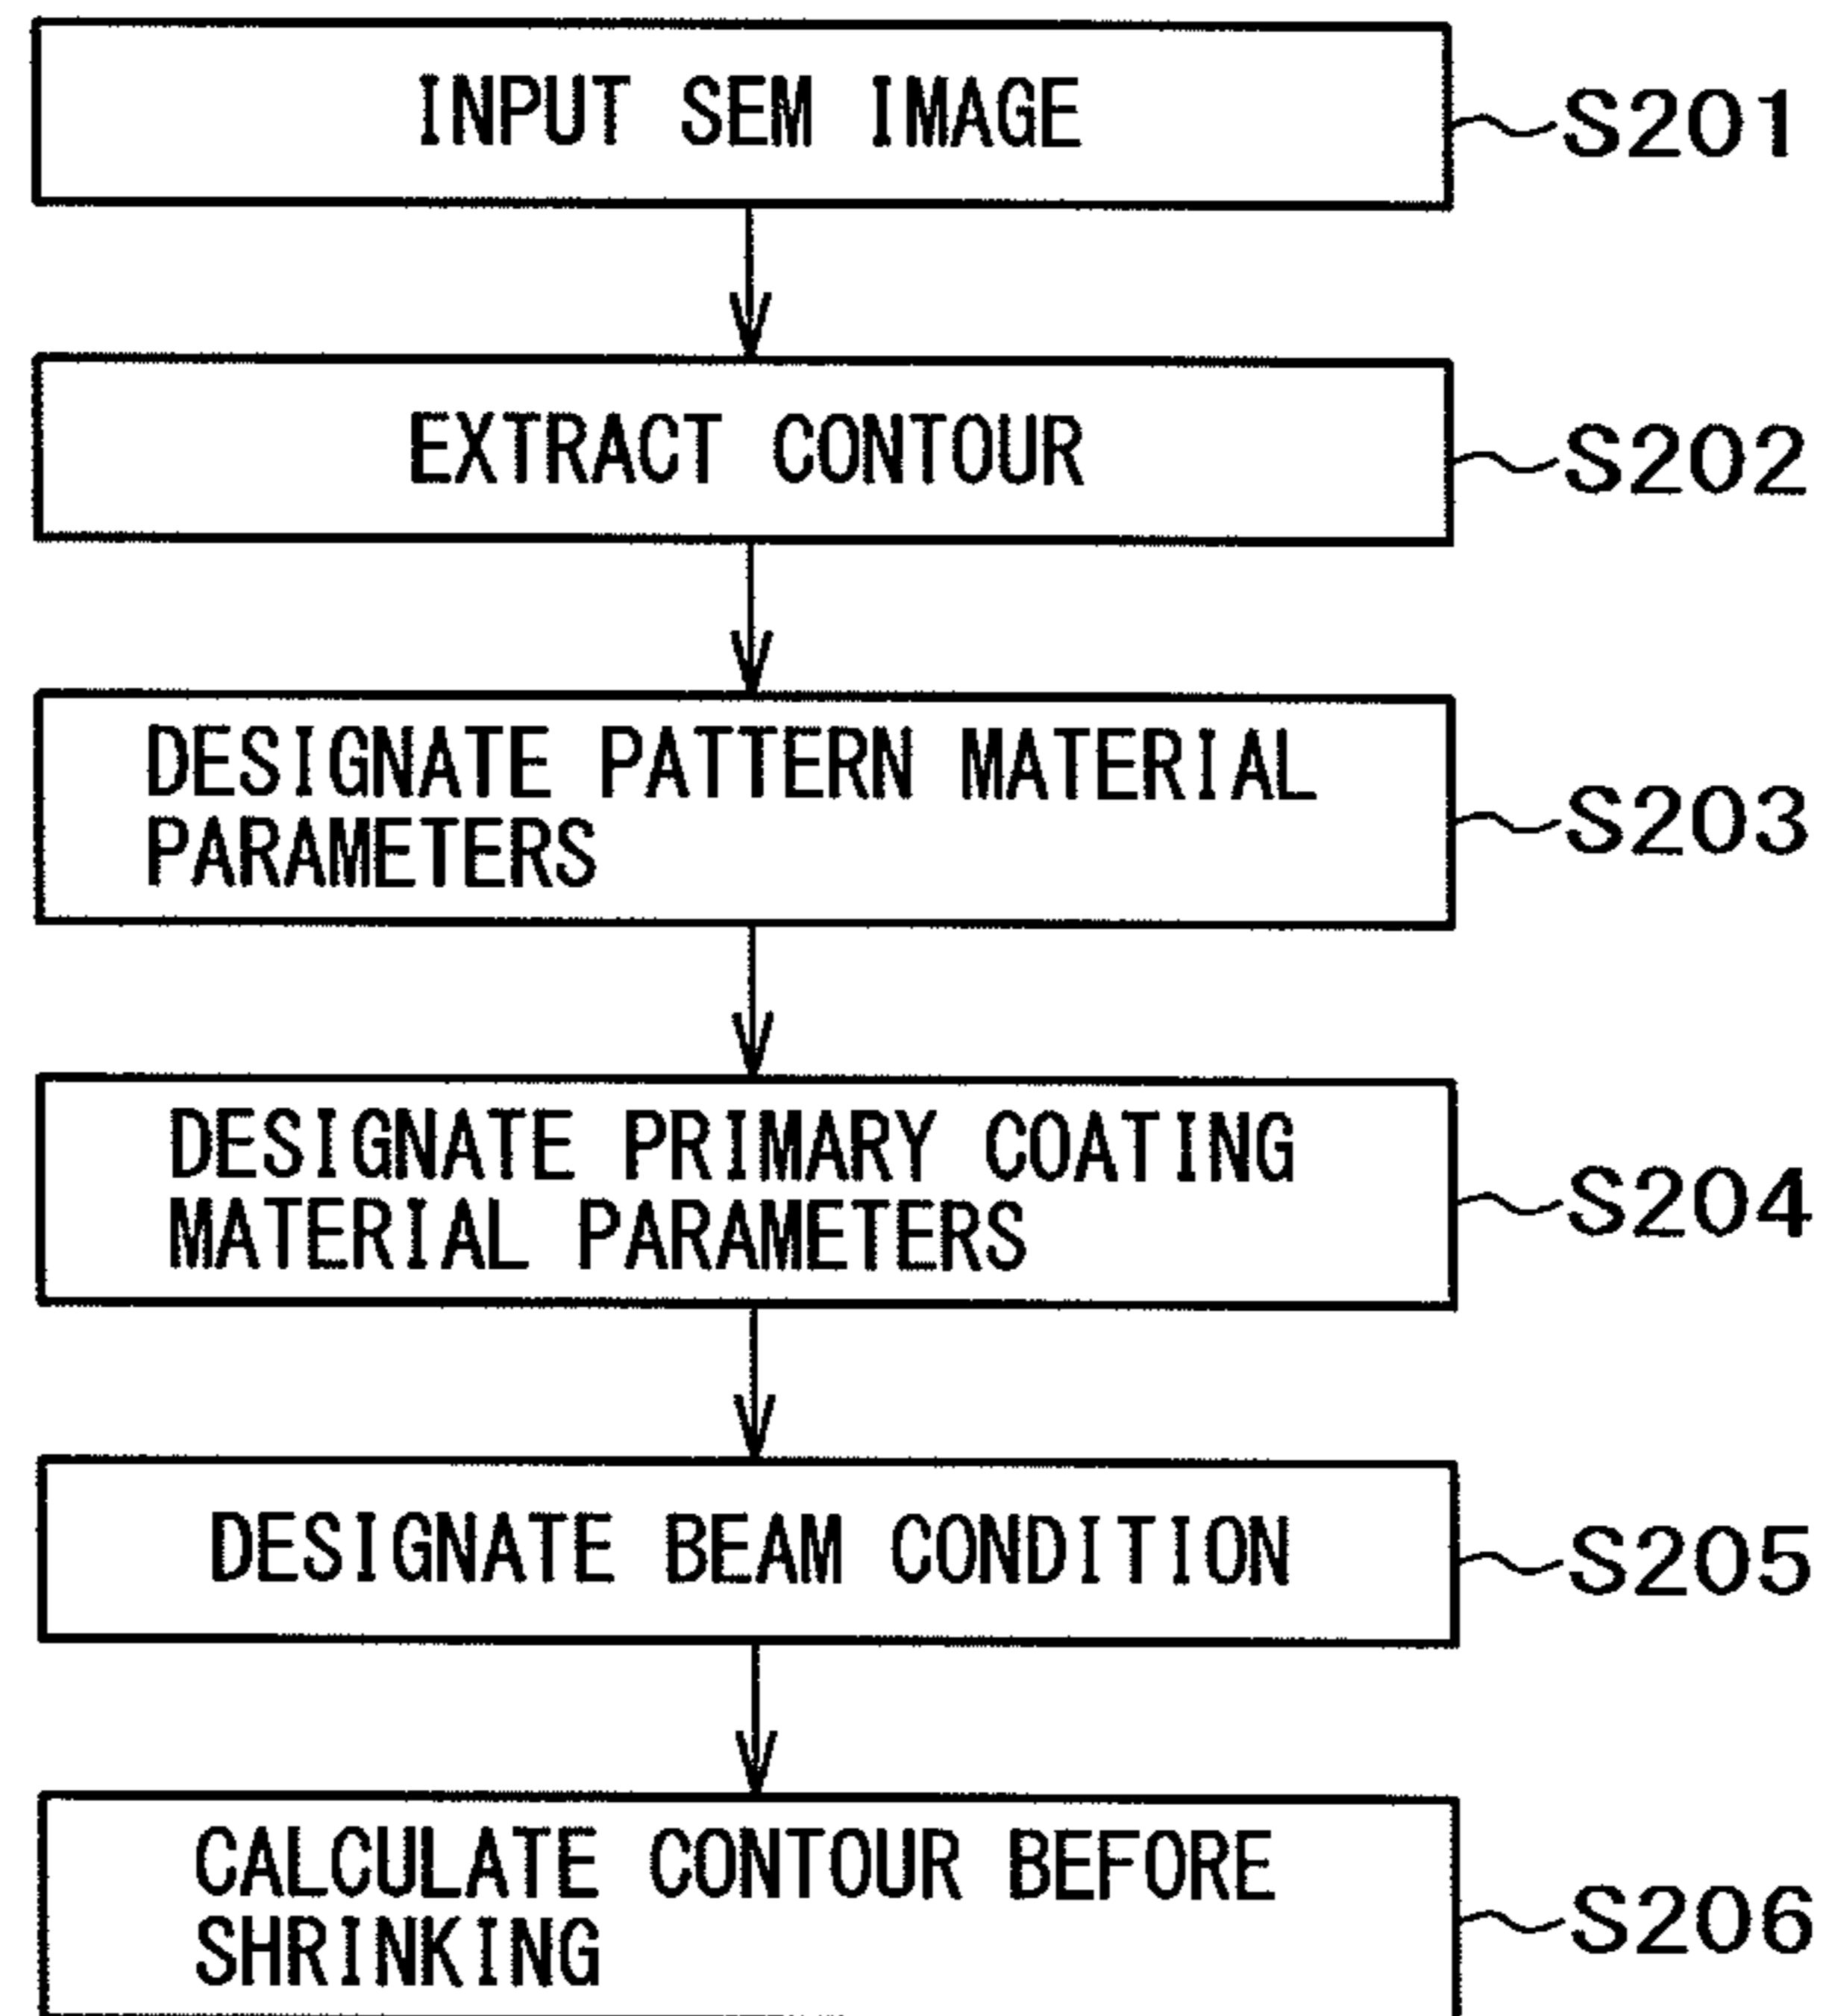 INPUT SEM IMAGE
S201
EXTRACT CONTOUR
S202
DESIGNATE PATTERN MATERIAL
PARAMETERS
S203
DESIGNATE PRIMARY COATING
MATERIAL PARAMETERS
S204
DESIGNATE BEAM CONDITION
S205
CALCULATE CONTOUR BEFORE
SHRINKING
S206